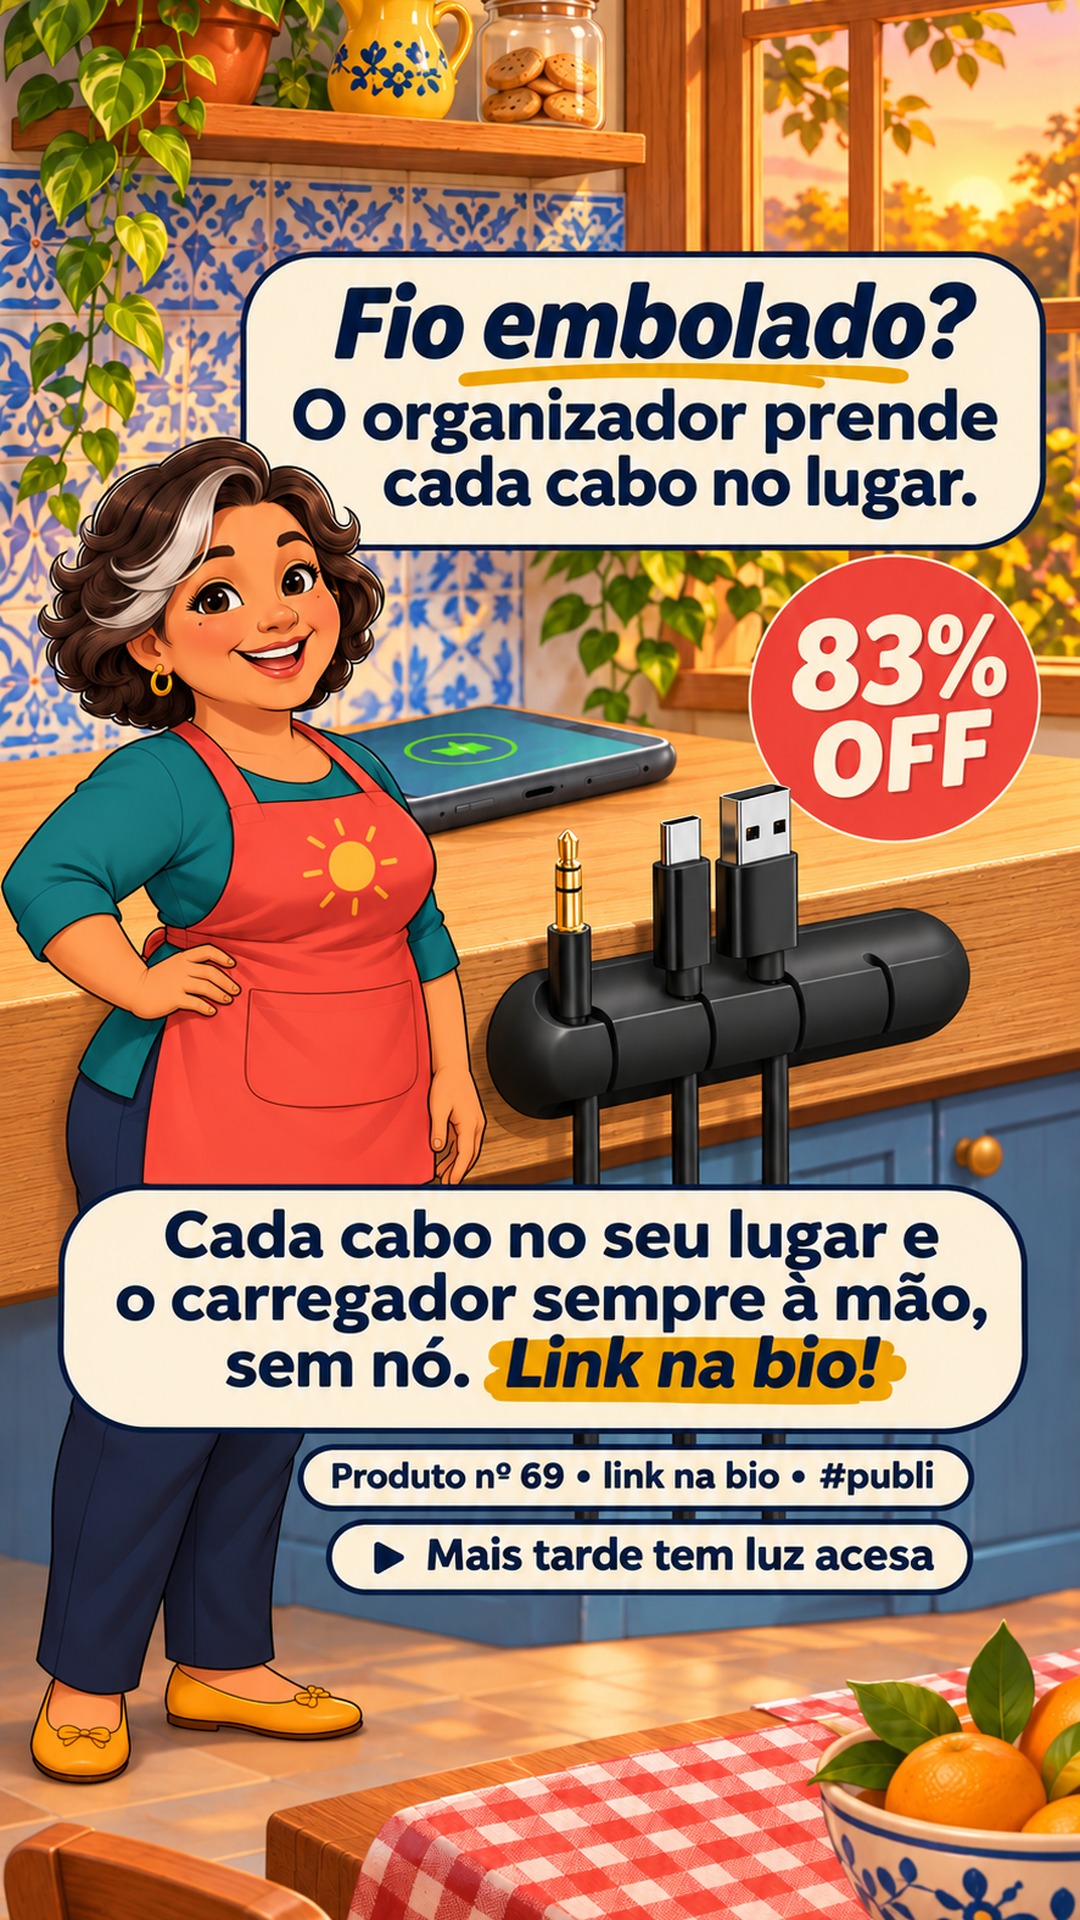 Fio embolado?
O organizador prende
cada cabo no lugar.
83%
OFF
Cada cabo no seu lugar e
o carregador sempre à mão,
sem nó. Link na bio!
Produto nº 69 • link na bio • #publi
▶ Mais tarde tem luz acesa